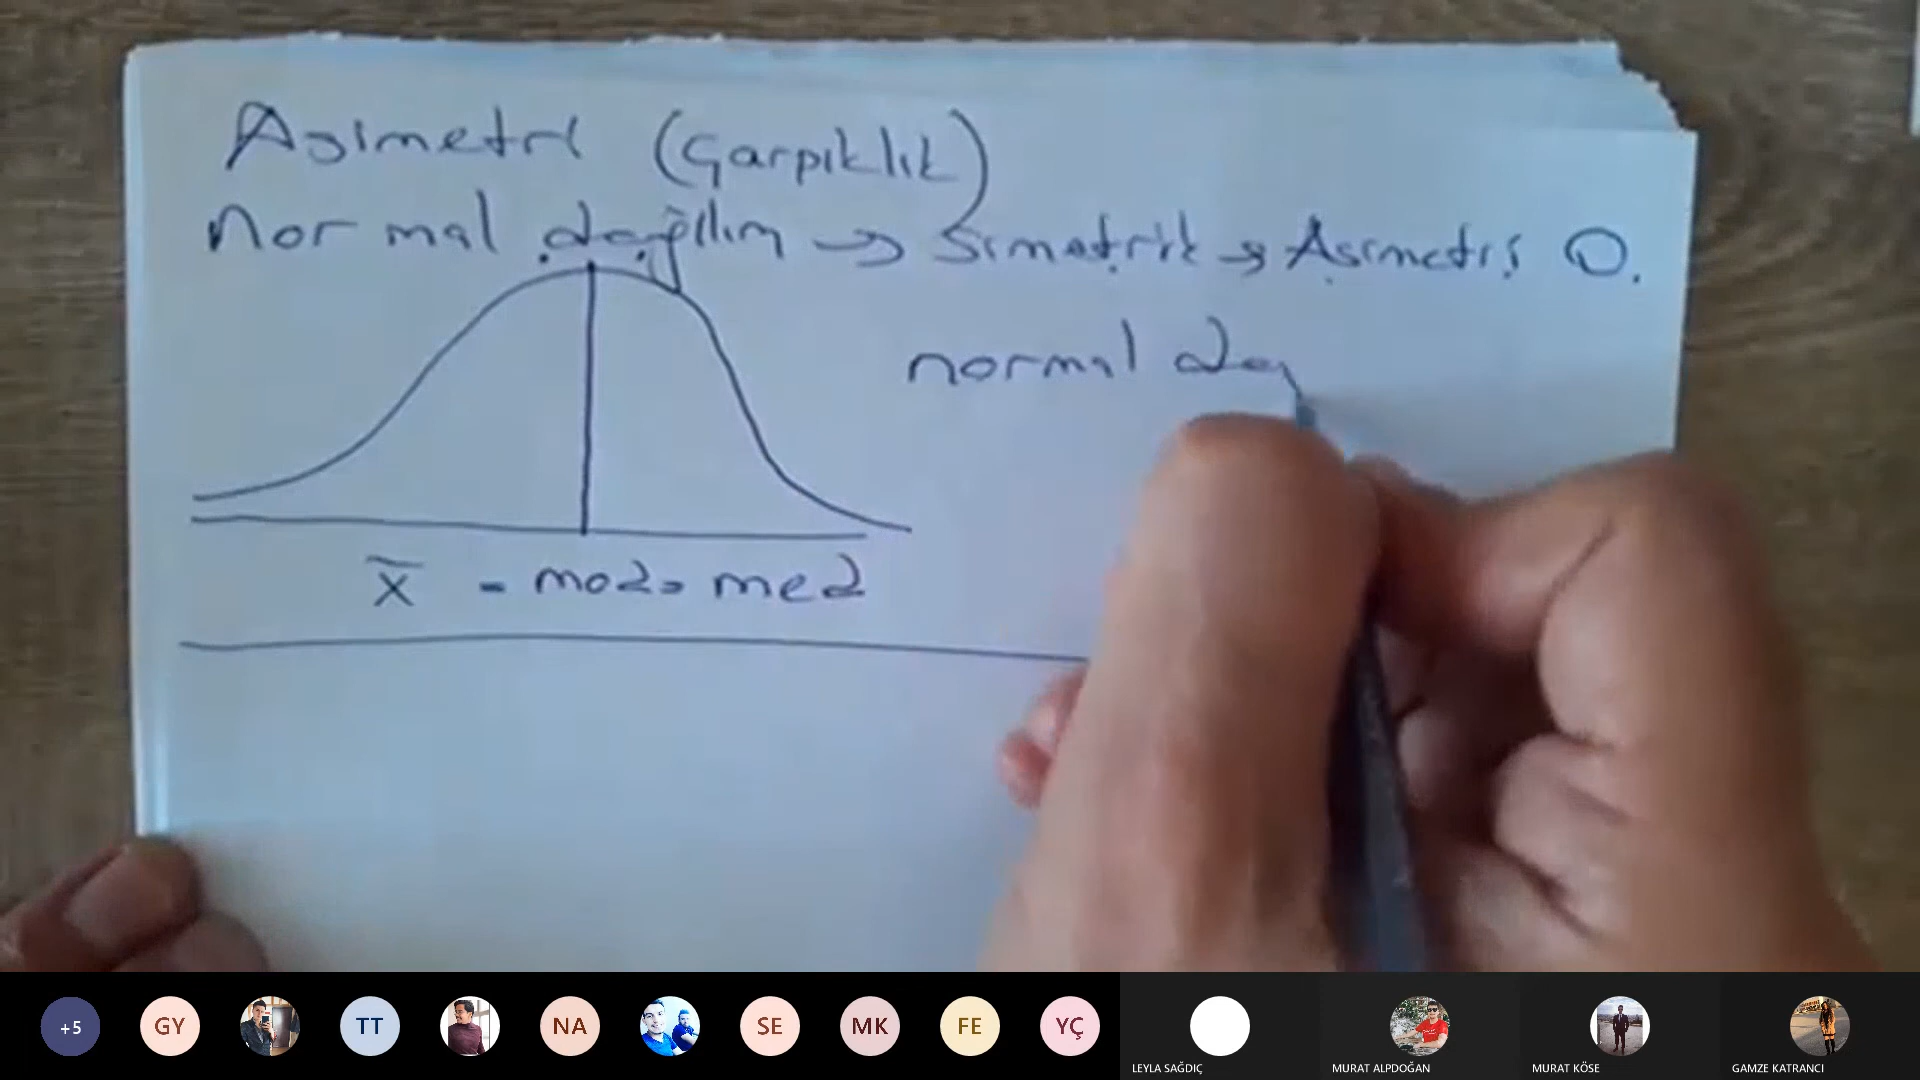 Asimetri (Çarpıklık)
Normal dağılım → Simetrik → Asimetri 0.
normal dağ
x̄ = mod = med
+5
GY
TT
NA
SE
MK
FE
YÇ
LEYLA SAĞDIÇ
MURAT ALPDOĞAN
MURAT KÖSE
GAMZE KATRANCI